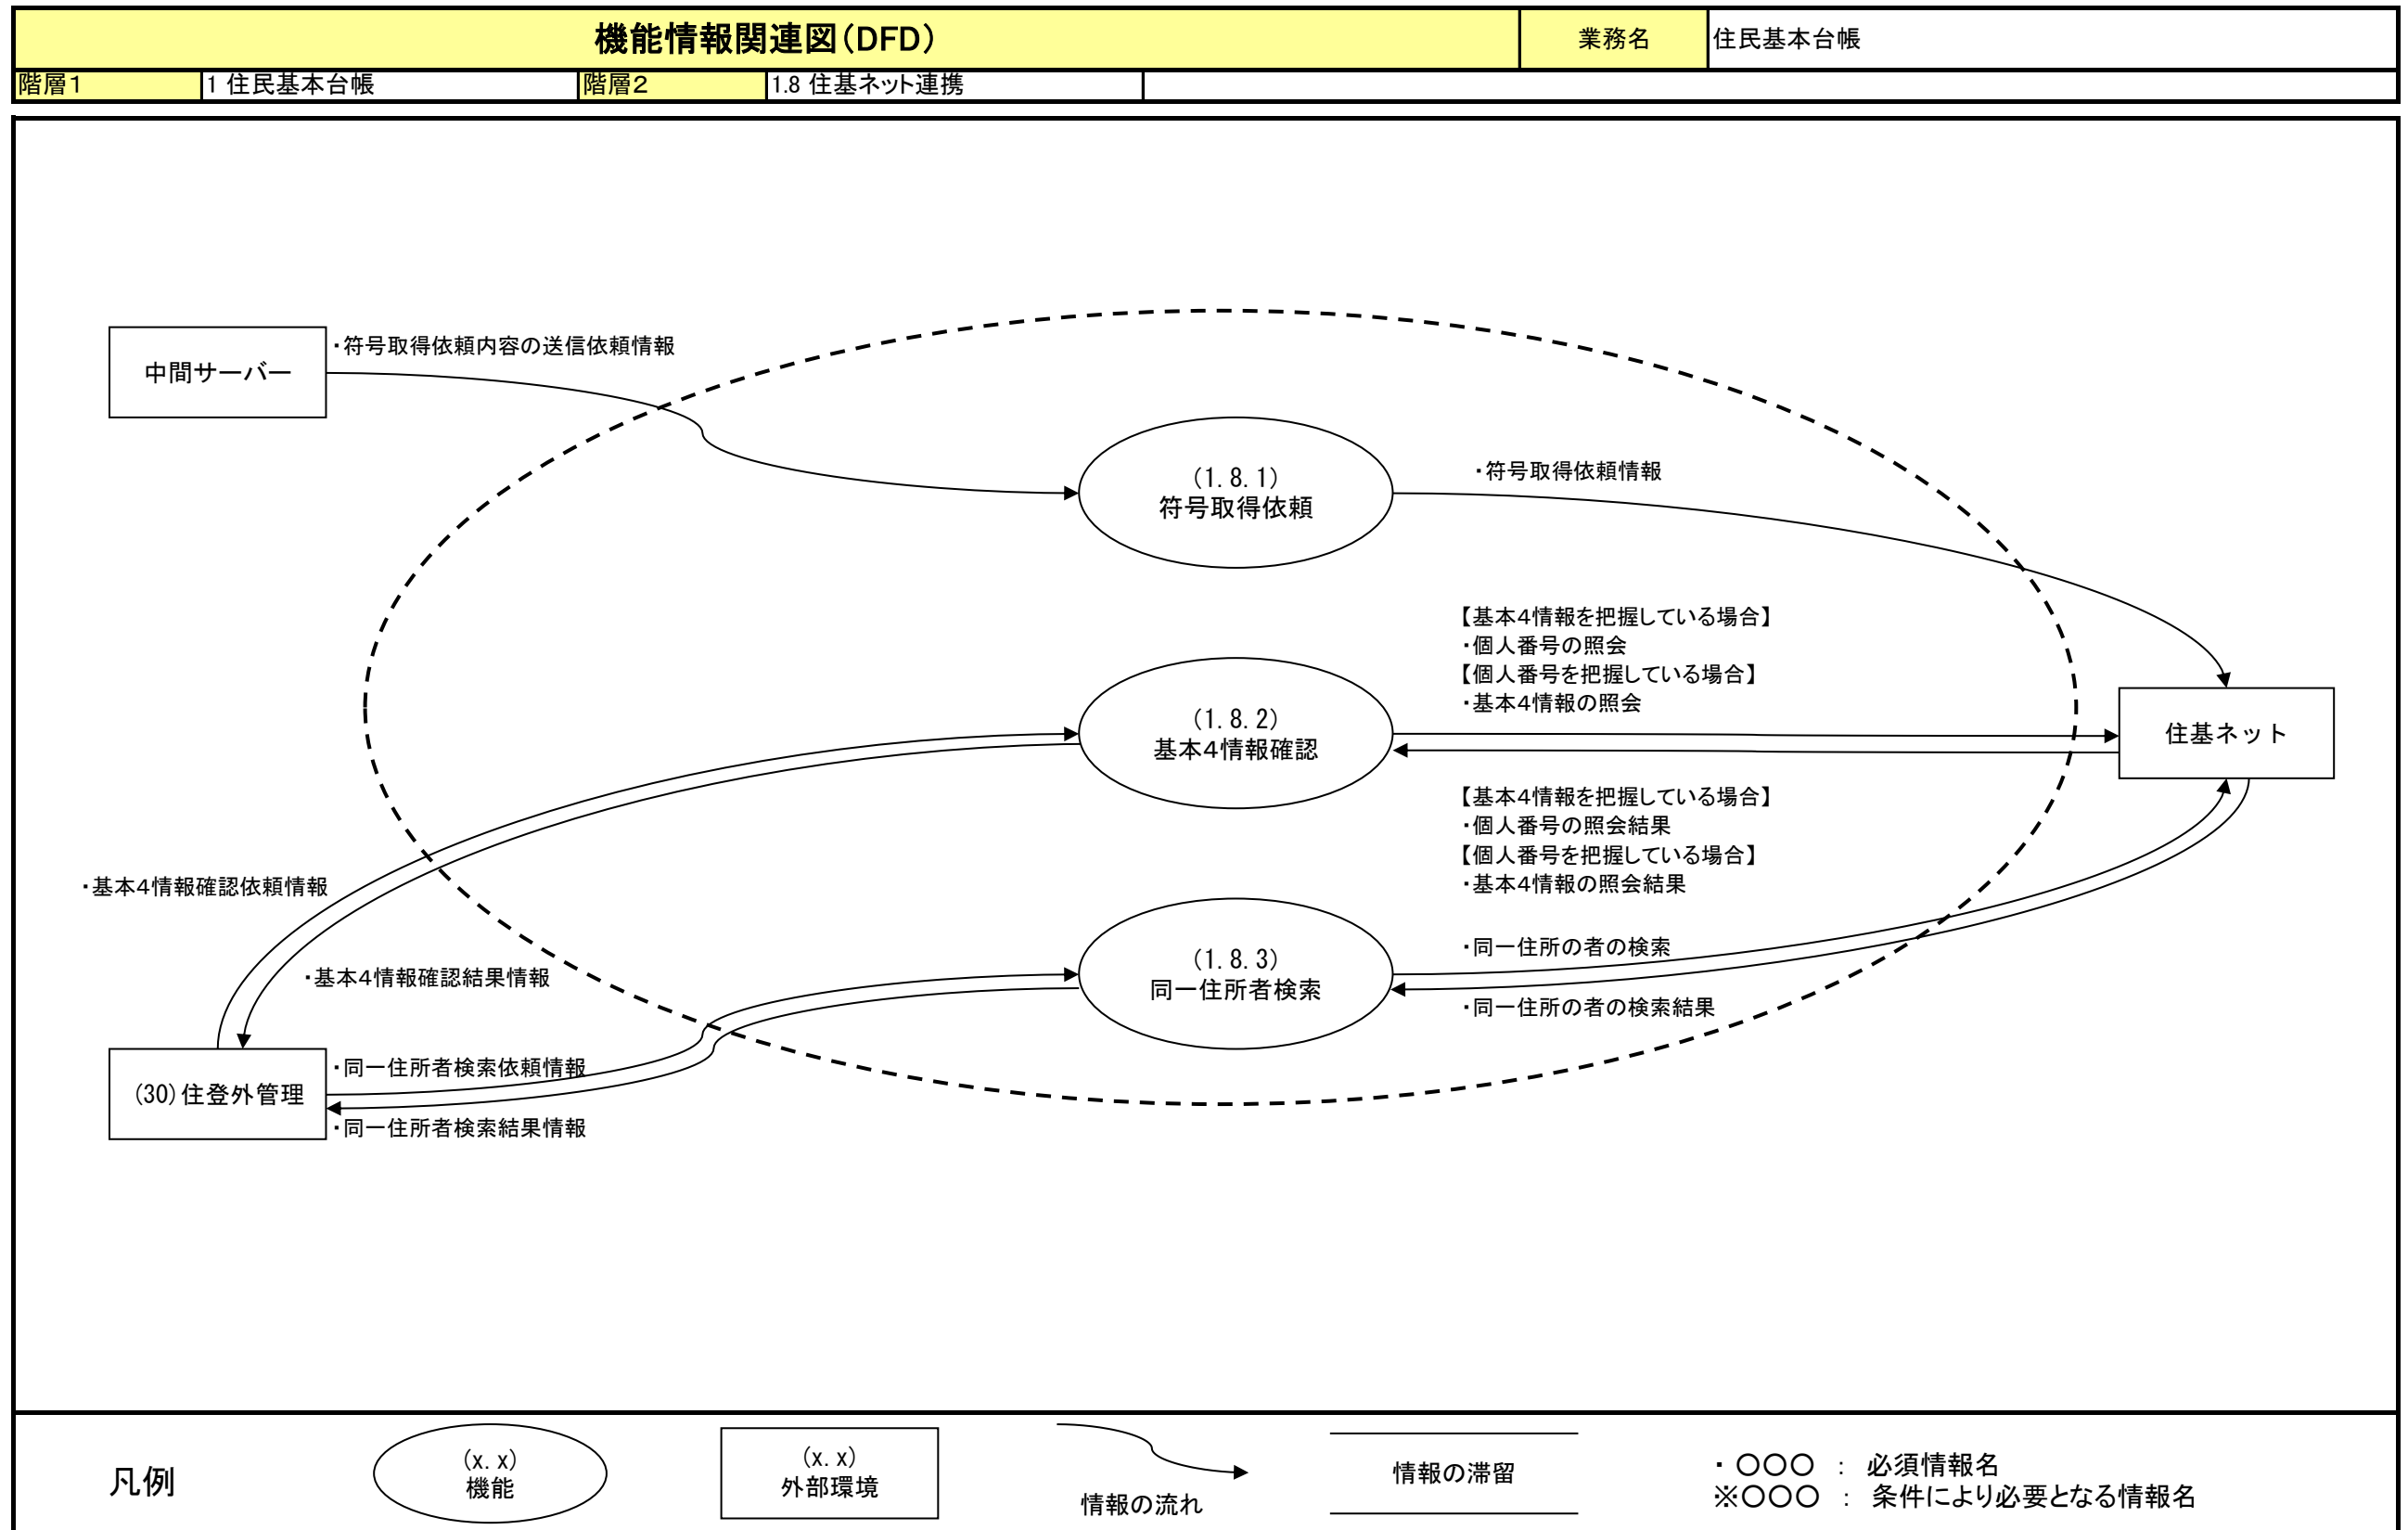 機能情報関連図(DFD)
業務名
住民基本台帳
階層1
1 住民基本台帳
階層2
1.8 住基ネット連携
中間サーバー
・符号取得依頼内容の送信依頼情報
(1.8.1)
符号取得依頼
・符号取得依頼情報
【基本4情報を把握している場合】
・個人番号の照会
【個人番号を把握している場合】
・基本4情報の照会
(1.8.2)
基本4情報確認
住基ネット
【基本4情報を把握している場合】
・個人番号の照会結果
【個人番号を把握している場合】
・基本4情報の照会結果
・基本4情報確認依頼情報
・基本4情報確認結果情報
(1.8.3)
同一住所者検索
・同一住所の者の検索
・同一住所の者の検索結果
(30)住登外管理
・同一住所者検索依頼情報
・同一住所者検索結果情報
凡例
(x.x)
機能
(x.x)
外部環境
情報の流れ
情報の滞留
・ 〇〇〇 : 必須情報名
※〇〇〇 : 条件により必要となる情報名